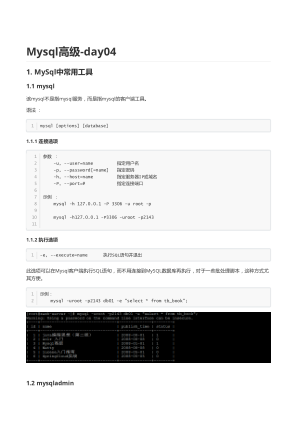 Mysql高级-day04
1. MySql中常用工具
1.1 mysql
该mysql不是指mysql服务，而是指mysql的客户端工具。
语法 ：
1 mysql [options] [database]
1.1.1 连接选项
1 参数 ：
2 -u, --user=name 指定用户名
3 -p, --password[=name] 指定密码
4 -h, --host=name 指定服务器IP或域名
5 -P, --port=# 指定连接端口
6
7 示例 ：
8 mysql -h 127.0.0.1 -P 3306 -u root -p
9
10 mysql -h127.0.0.1 -P3306 -uroot -p2143
11
1.1.2 执行选项
1 -e, --execute=name 执行SQL语句并退出
此选项可以在Mysql客户端执行SQL语句，而不用连接到MySQL数据库再执行，对于一些批处理脚本，这种方式尤
其方便。
1 示例：
2 mysql -uroot -p2143 db01 -e "select * from tb_book";
id | name | publish_time | status |
1.2 mysqladmin